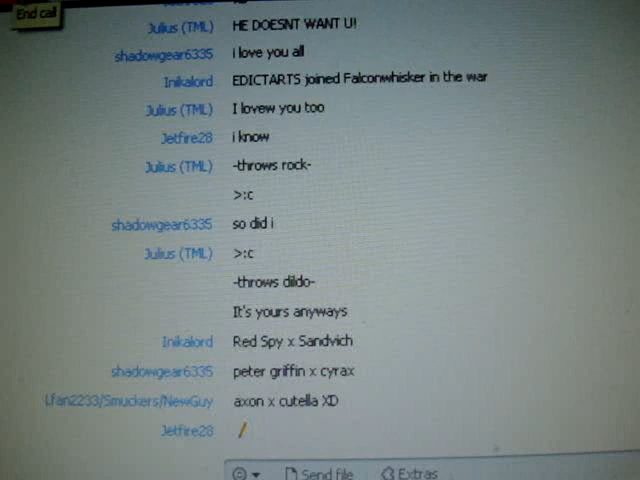 End call
Julius (TML) HE DOESNT WANT U!
shadowgear6335 i love you all
Inikalord EDICTARTS joined Falconwhisker in the war
Julius (TML) I lovew you too
Jetfire28 i know
Julius (TML) -throws rock-
>:c
shadowgear6335 so did i
Julius (TML) >:c
-throws dildo-
It's yours anyways
Inikalord Red Spy x Sandvich
shadowgear6335 peter griffin x cyrax
Lfan2233/Smuckers/NewGuy axon x cutella XD
Jetfire28
Send file Extras